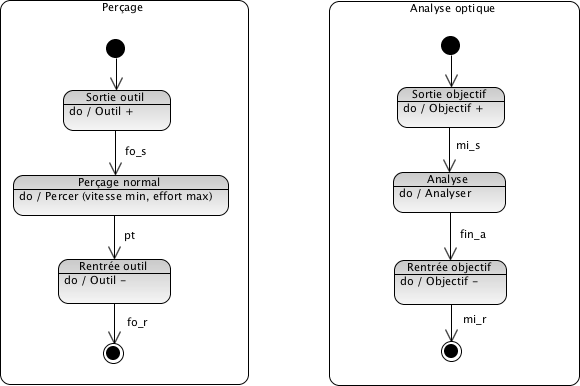 Perçage
Sortie outil
do / Outil +
fo_s
Perçage normal
do / Percer (vitesse min, effort max)
pt
Rentrée outil
do / Outil -
fo_r
Analyse optique
Sortie objectif
do / Objectif +
mi_s
Analyse
do / Analyser
fin_a
Rentrée objectif
do / Objectif -
mi_r